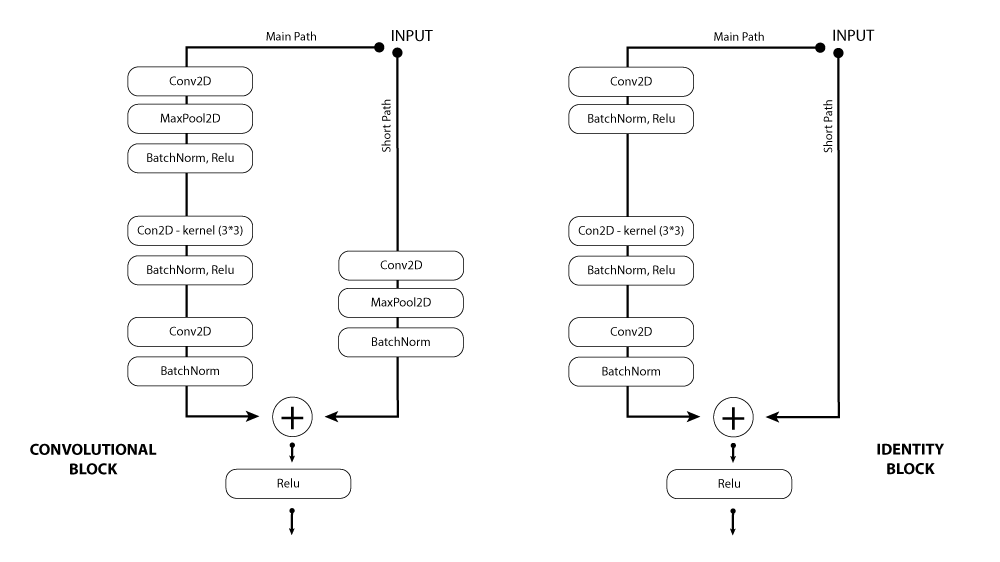 Main Path
INPUT
Short Path
Conv2D
MaxPool2D
BatchNorm, Relu
Con2D - kernel (3*3)
BatchNorm, Relu
Conv2D
BatchNorm
Conv2D
MaxPool2D
BatchNorm
Relu
CONVOLUTIONAL
BLOCK
Main Path
INPUT
Short Path
Conv2D
BatchNorm, Relu
Con2D - kernel (3*3)
BatchNorm, Relu
Conv2D
BatchNorm
Relu
IDENTITY
BLOCK